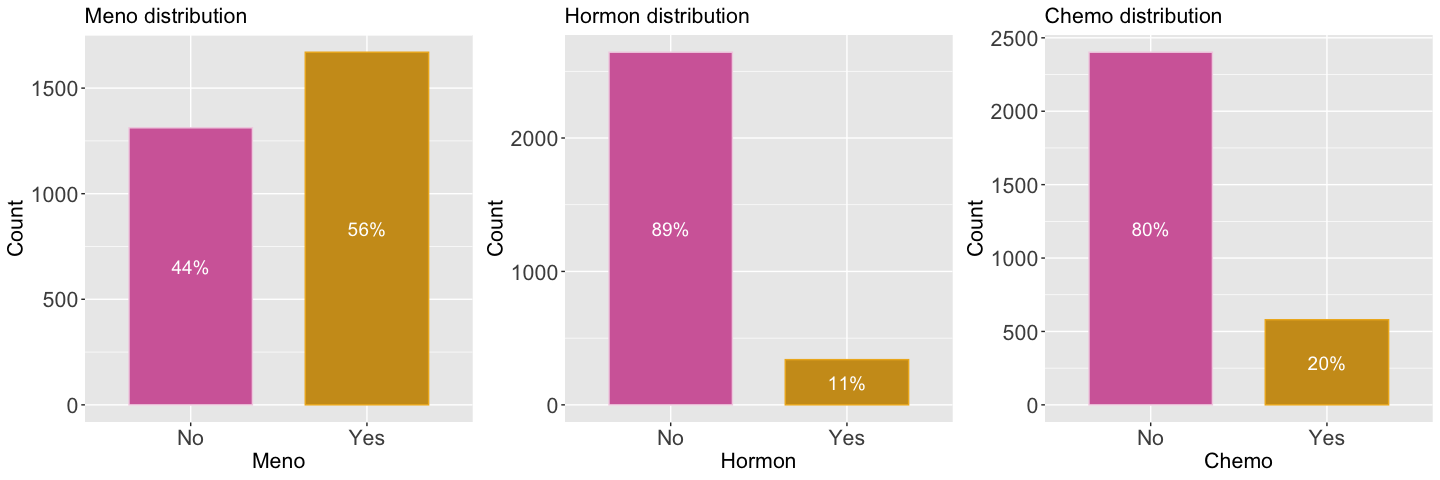 Meno distribution
Count
1500
1000
500
0
44%
56%
No
Yes
Meno
Hormon distribution
Count
2000
1000
0
89%
11%
No
Yes
Hormon
Chemo distribution
Count
2500
2000
1500
1000
500
0
80%
20%
No
Yes
Chemo